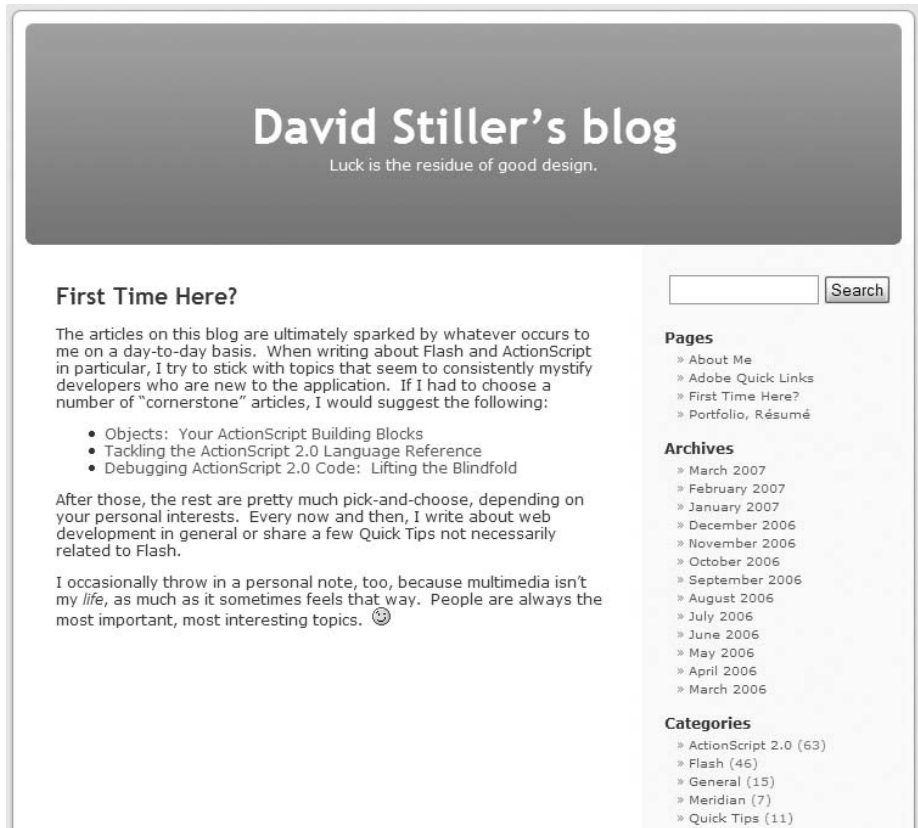 David Stiller’s blog
Luck is the residue of good design.
First Time Here?
The articles on this blog are ultimately sparked by whatever occurs to
me on a day-to-day basis.  When writing about Flash and ActionScript
in particular, I try to stick with topics that seem to consistently mystify
developers who are new to the application.  If I had to choose a
number of “cornerstone” articles, I would suggest the following:
• Objects:  Your ActionScript Building Blocks
• Tackling the ActionScript 2.0 Language Reference
• Debugging ActionScript 2.0 Code:  Lifting the Blindfold
After those, the rest are pretty much pick-and-choose, depending on
your personal interests.  Every now and then, I write about web
development in general or share a few Quick Tips not necessarily
related to Flash.
I occasionally throw in a personal note, too, because multimedia isn’t
my life, as much as it sometimes feels that way.  People are always the
most important, most interesting topics.
Search
Pages
» About Me
» Adobe Quick Links
» First Time Here?
» Portfolio, Résumé
Archives
» March 2007
» February 2007
» January 2007
» December 2006
» November 2006
» October 2006
» September 2006
» August 2006
» July 2006
» June 2006
» May 2006
» April 2006
» March 2006
Categories
» ActionScript 2.0 (63)
» Flash (46)
» General (15)
» Meridian (7)
» Quick Tips (11)